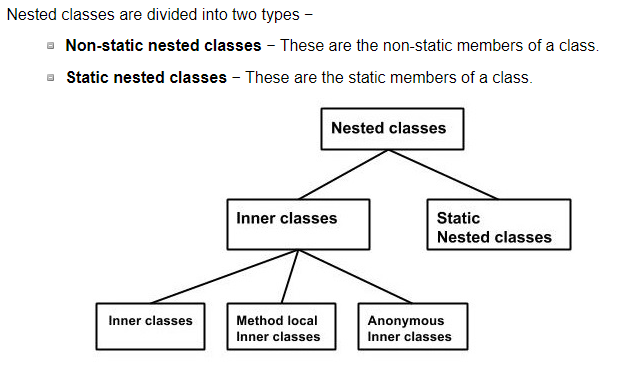 Nested classes are divided into two types −
Non-static nested classes − These are the non-static members of a class.
Static nested classes − These are the static members of a class.
Nested classes
Inner classes
Static
Nested classes
Inner classes
Method local
Inner classes
Anonymous
Inner classes